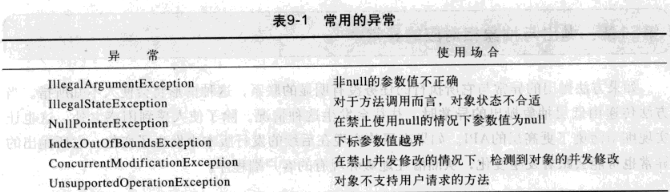 表9-1 常用的异常
异 常 使 用 场 合
IllegalArgumentException 非null的参数值不正确
IllegalStateException 对于方法调用而言，对象状态不合适
NullPointerException 在禁止使用null的情况下参数值为null
IndexOutOfBoundsException 下标参数值越界
ConcurrentModificationException 在禁止并发修改的情况下，检测到对象的并发修改
UnsupportedOperationException 对象不支持用户请求的方法